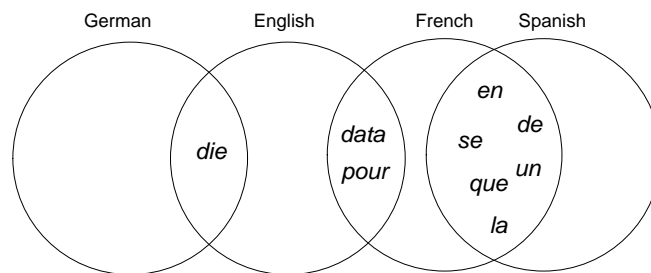 German English French Spanish
en
de
data
se
die
pour
un
que
la